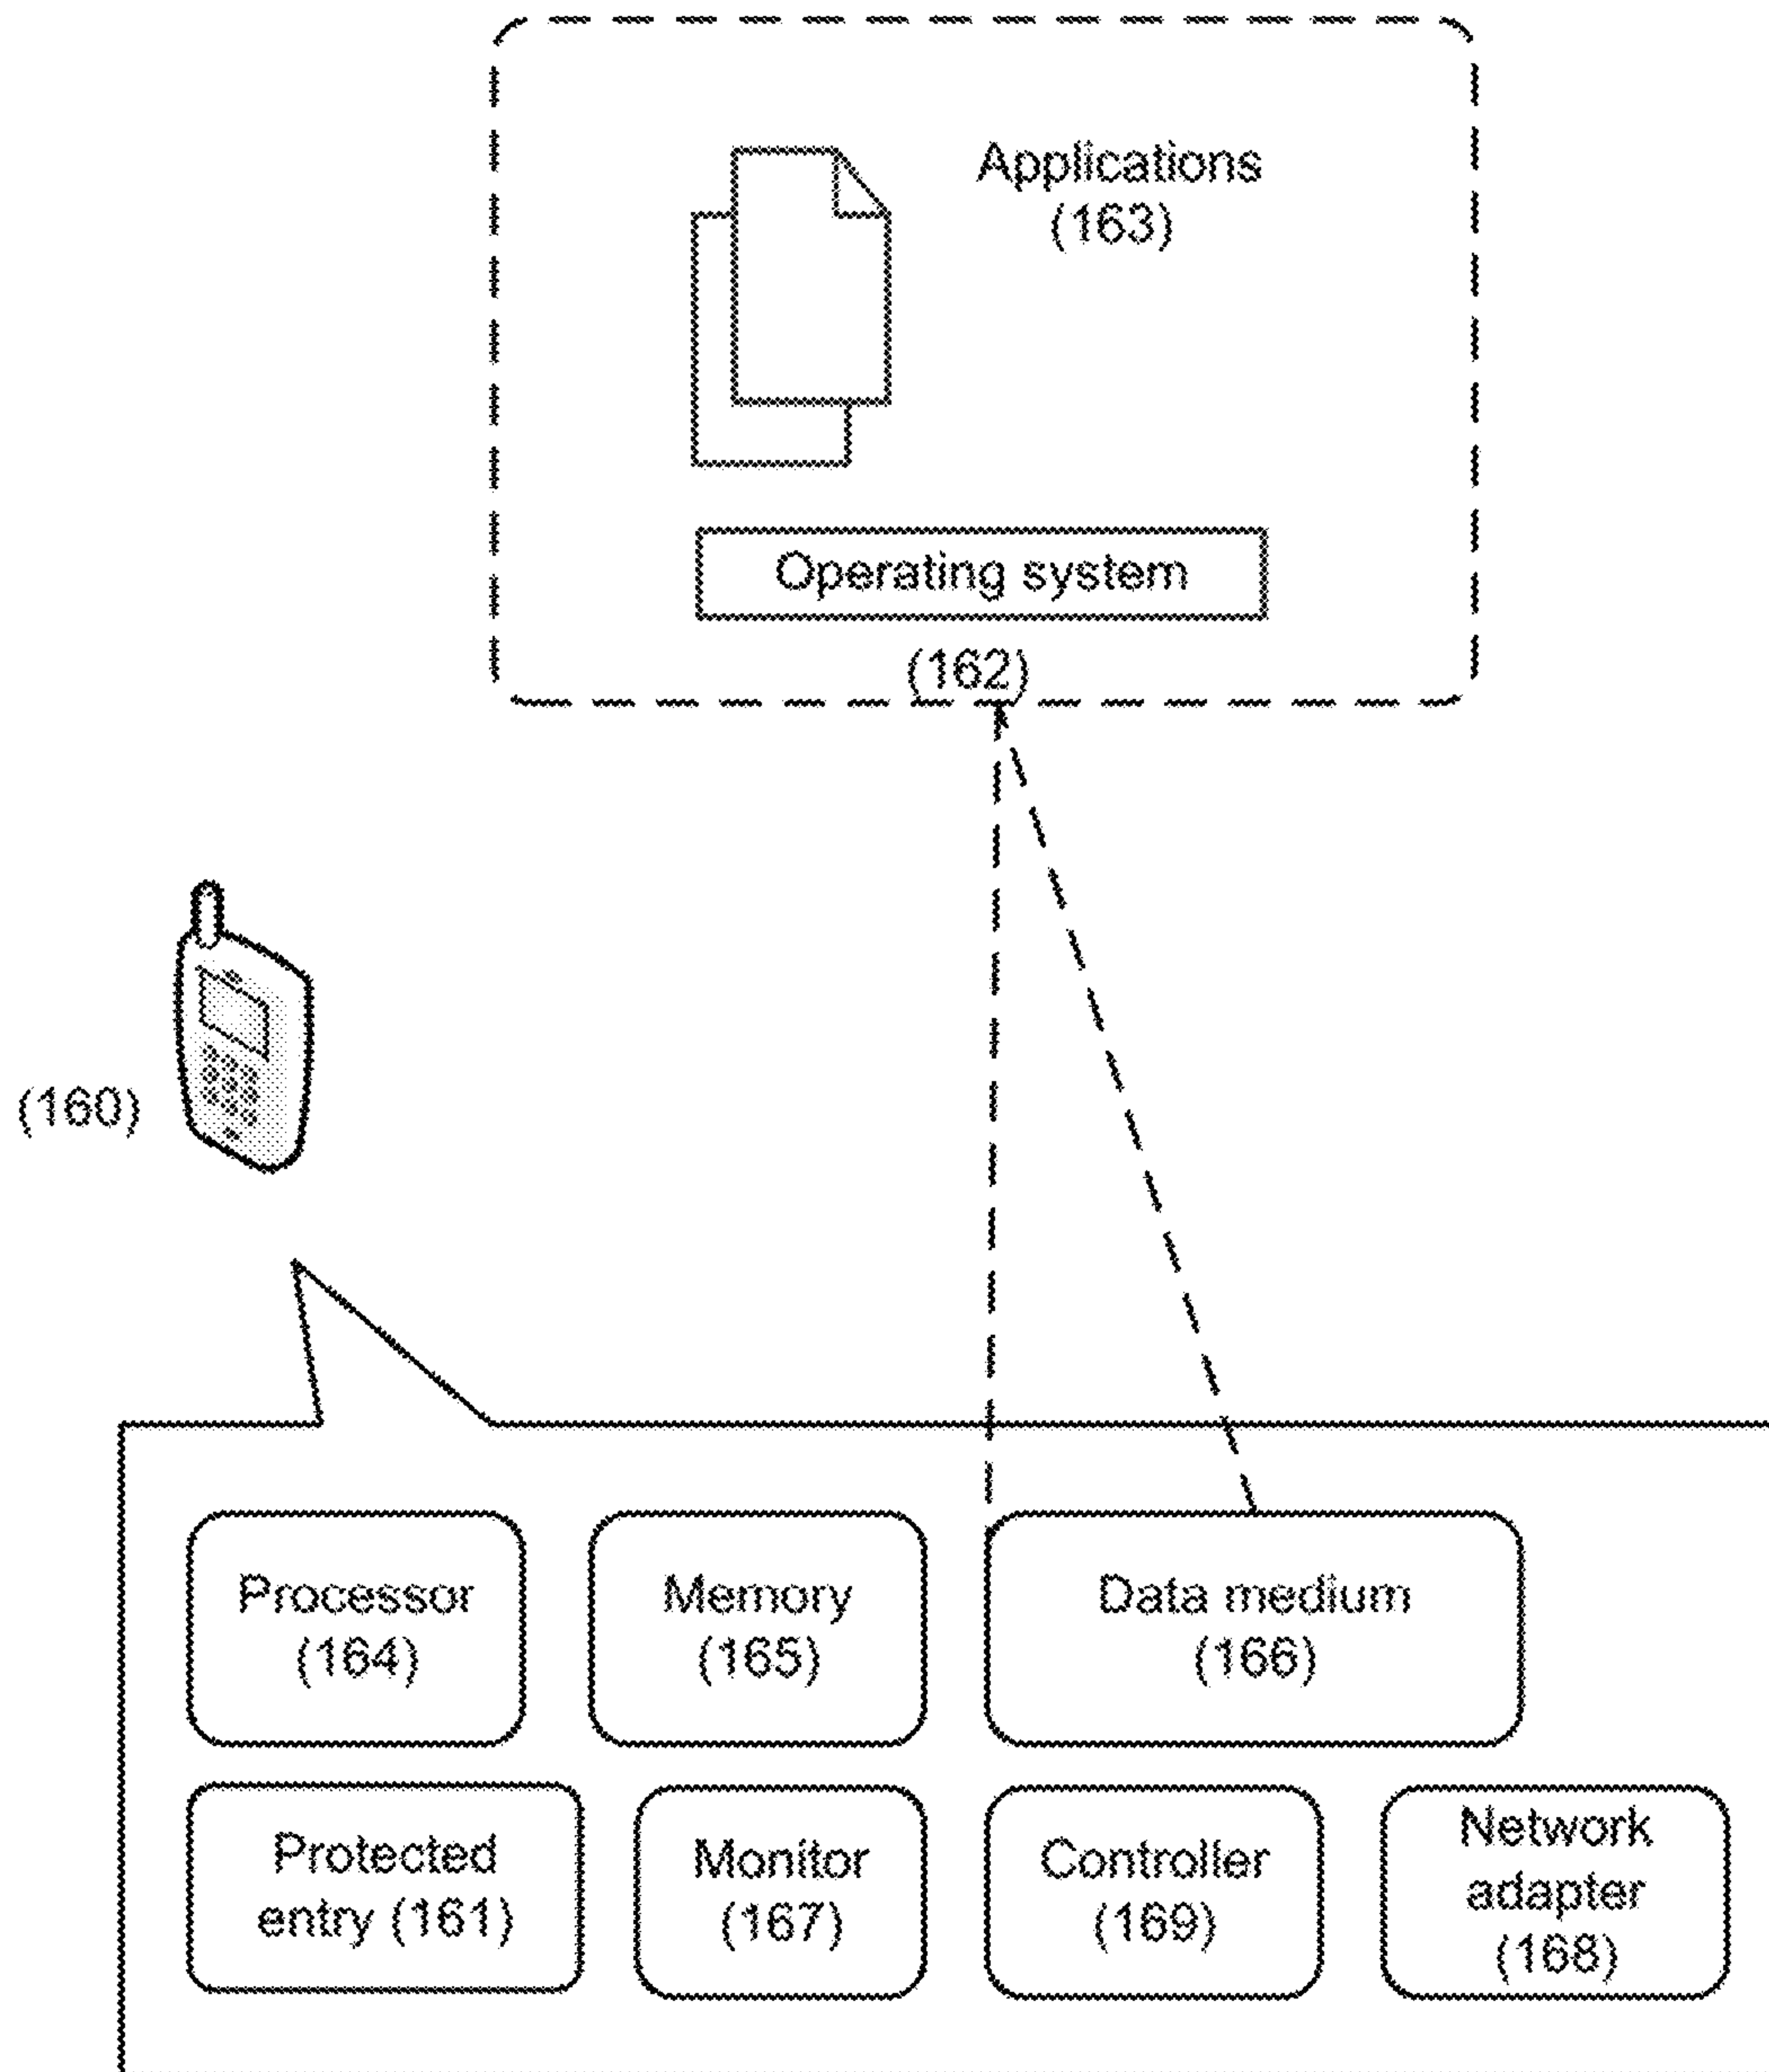 Applications
(163)
Operating system
(162)
(160)
Processor
(164)
Memory
(165)
Data medium
(166)
Protected
entry (161)
Monitor
(167)
Controller
(169)
Network
adapter
(168)